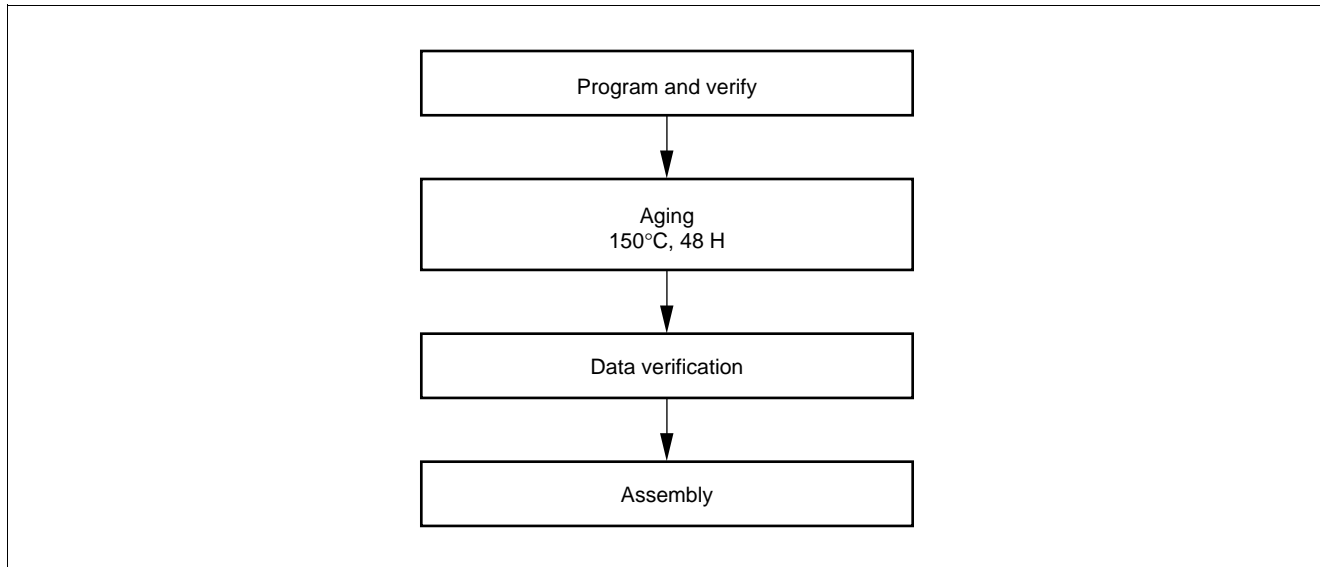 Program and verify
Aging
150°C, 48 H
Data verification
Assembly